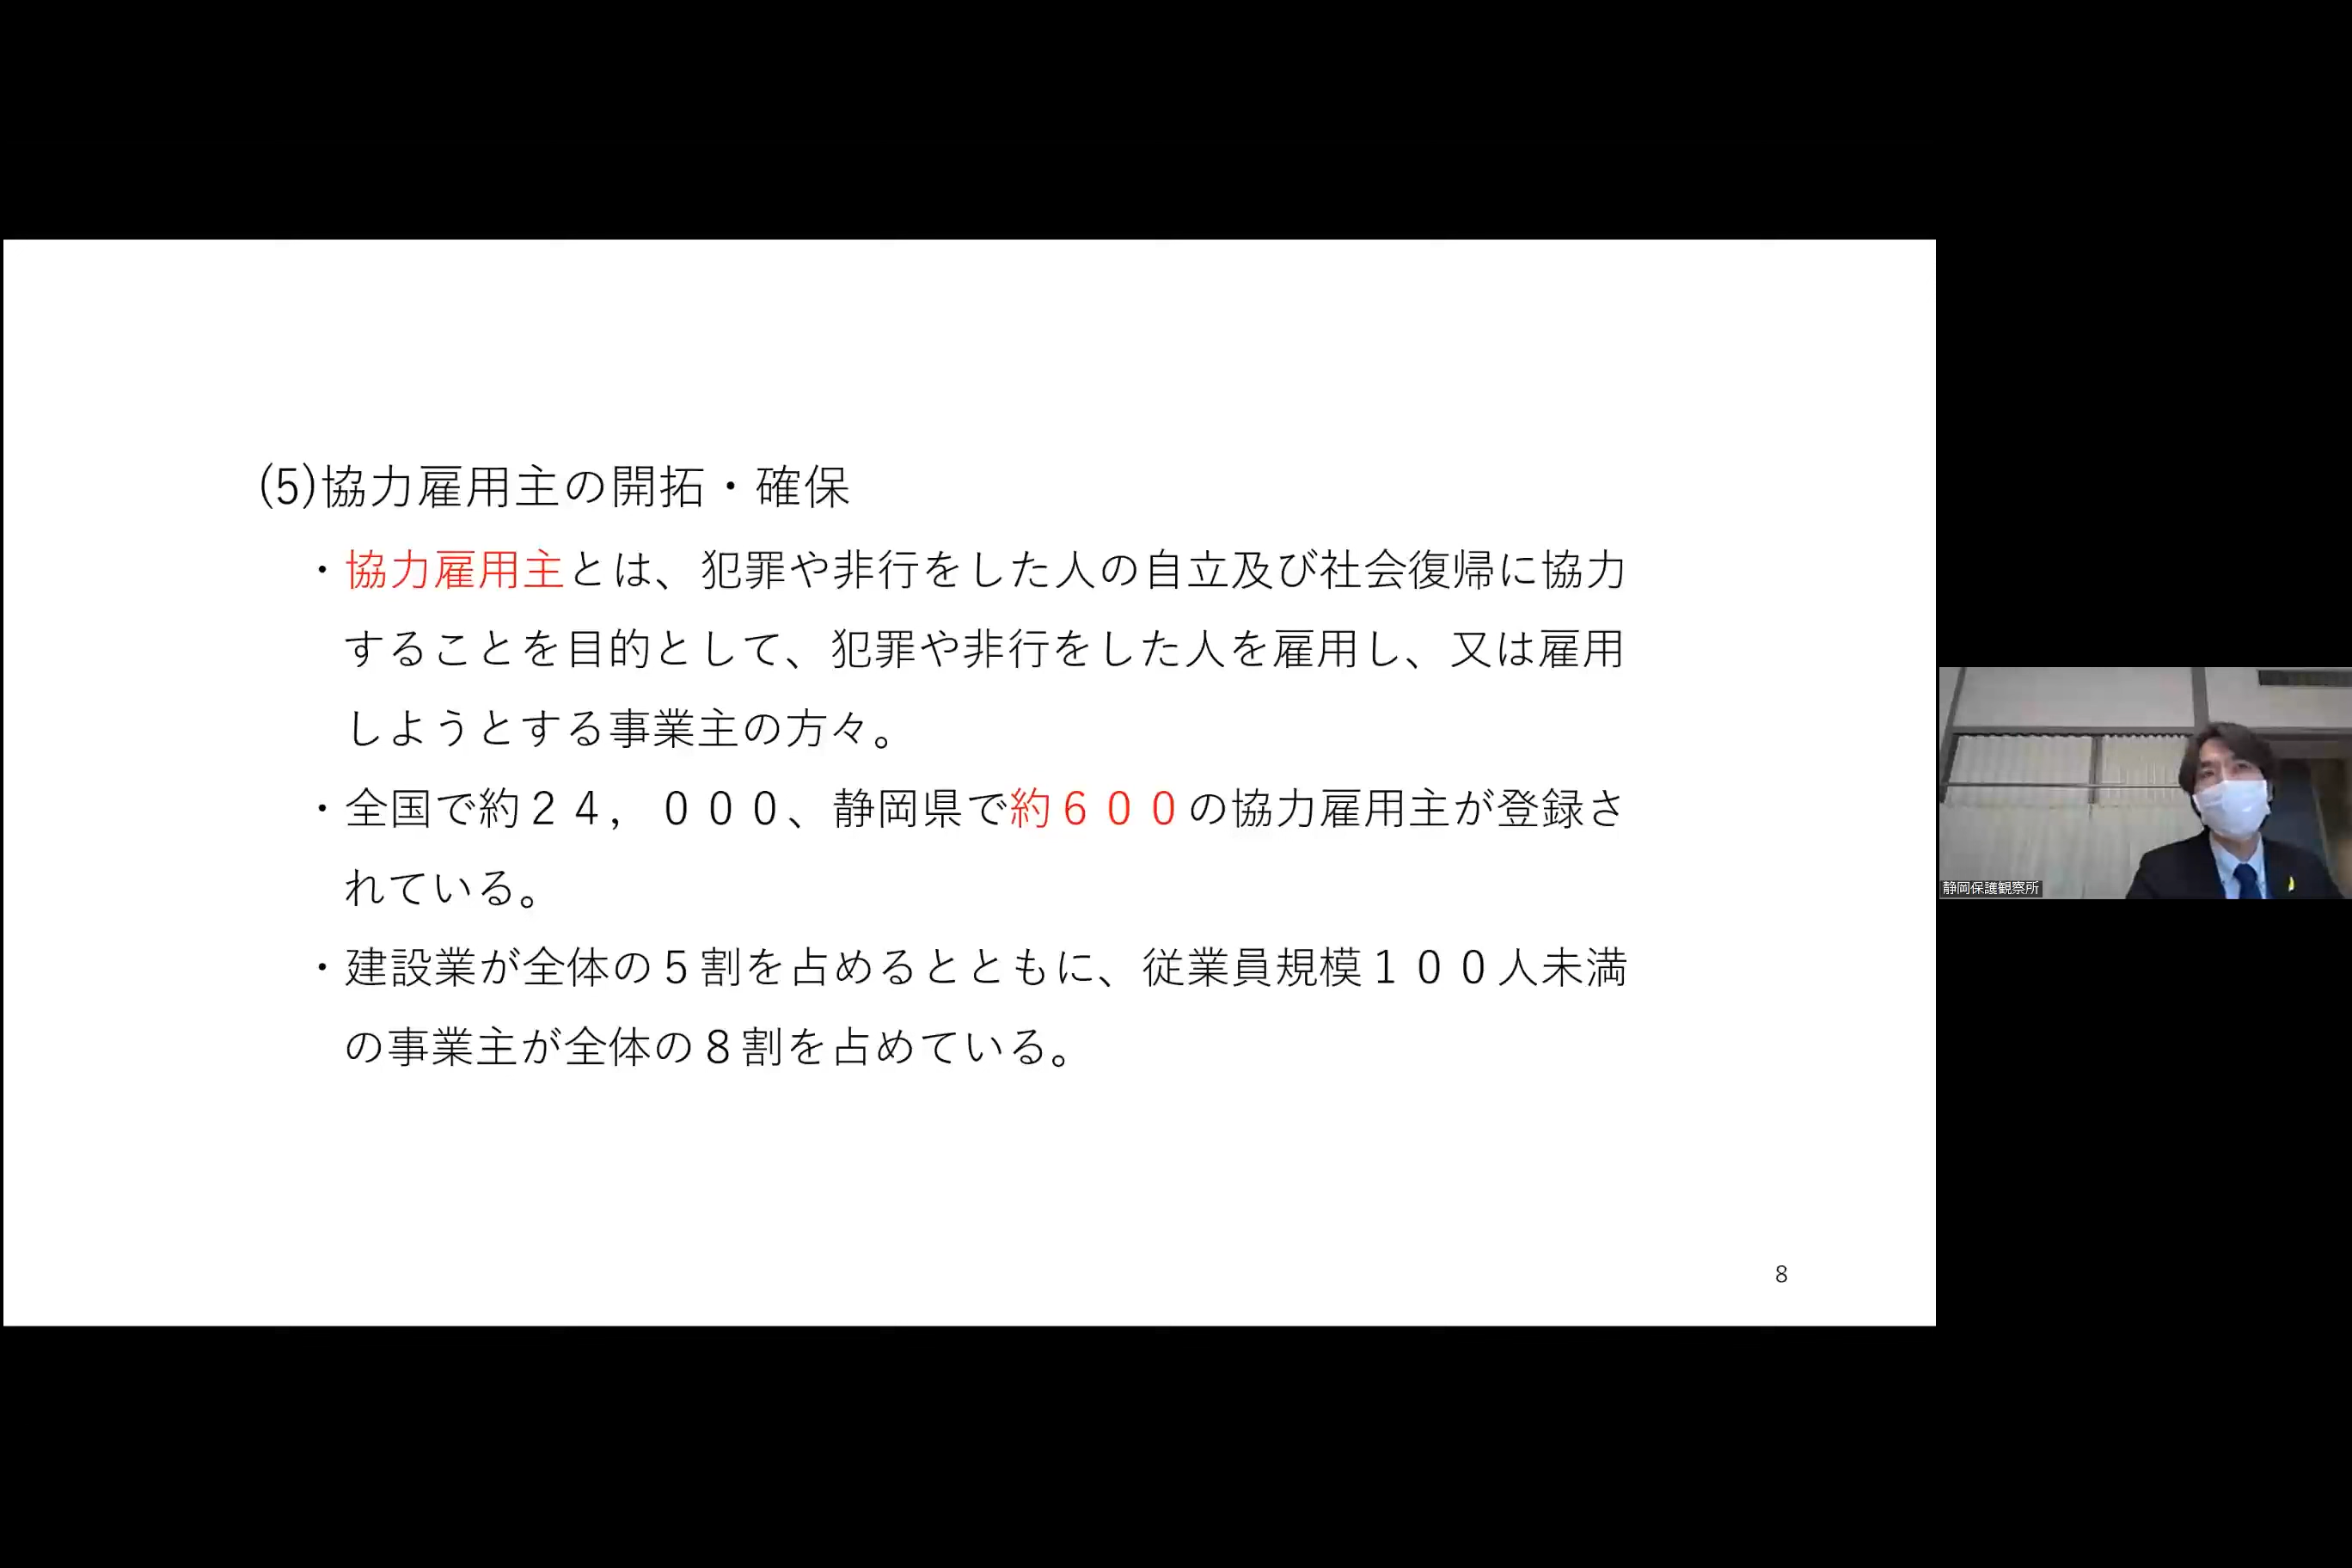 (5)協力雇用主の開拓・確保
・協力雇用主とは、犯罪や非行をした人の自立及び社会復帰に協力
することを目的として、犯罪や非行をした人を雇用し、又は雇用
しようとする事業主の方々。
・全国で約２４，０００、静岡県で約６００の協力雇用主が登録さ
れている。
・建設業が全体の５割を占めるとともに、従業員規模１００人未満
の事業主が全体の８割を占めている。
8
静岡保護観察所